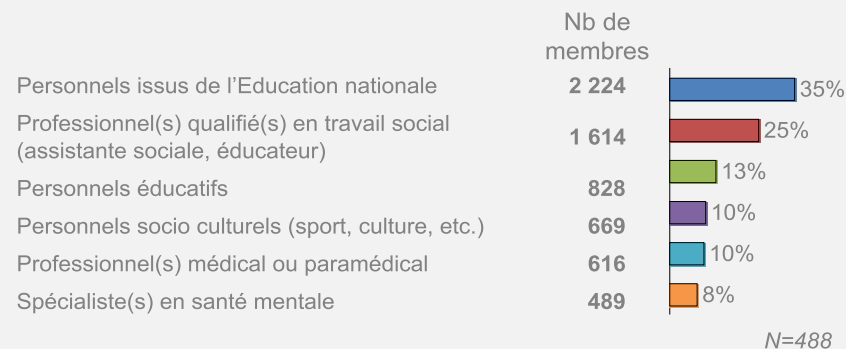 Nb de
membres
Personnels issus de l’Education nationale 2 224 35%
Professionnel(s) qualifié(s) en travail social
(assistante sociale, éducateur) 1 614 25%
Personnels éducatifs 828 13%
Personnels socio culturels (sport, culture, etc.) 669 10%
Professionnel(s) médical ou paramédical 616 10%
Spécialiste(s) en santé mentale 489 8%
N=488